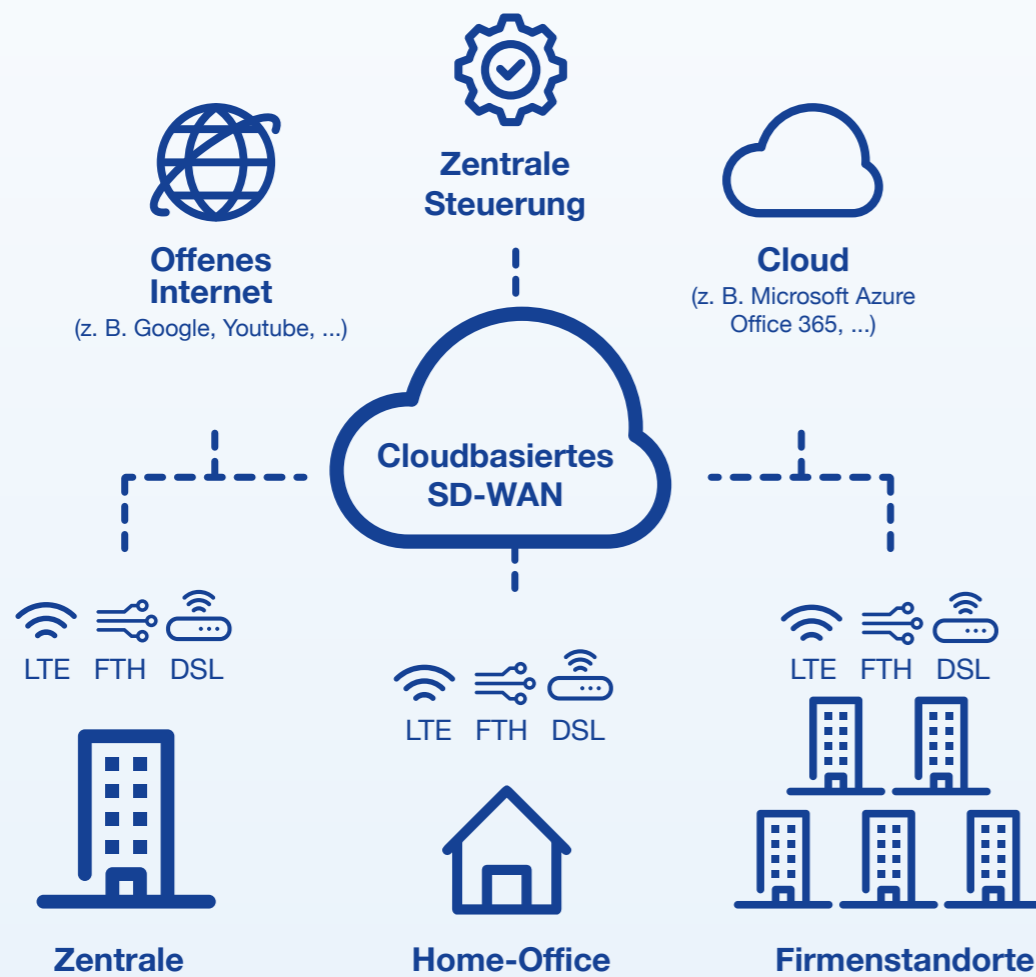 Zentrale
Steuerung
Offenes
Internet
(z. B. Google, Youtube, ...)
Cloud
(z. B. Microsoft Azure
Office 365, ...)
Cloudbasiertes
SD-WAN
LTE FTH DSL
LTE FTH DSL
LTE FTH DSL
Zentrale
Home-Office
Firmenstandorte